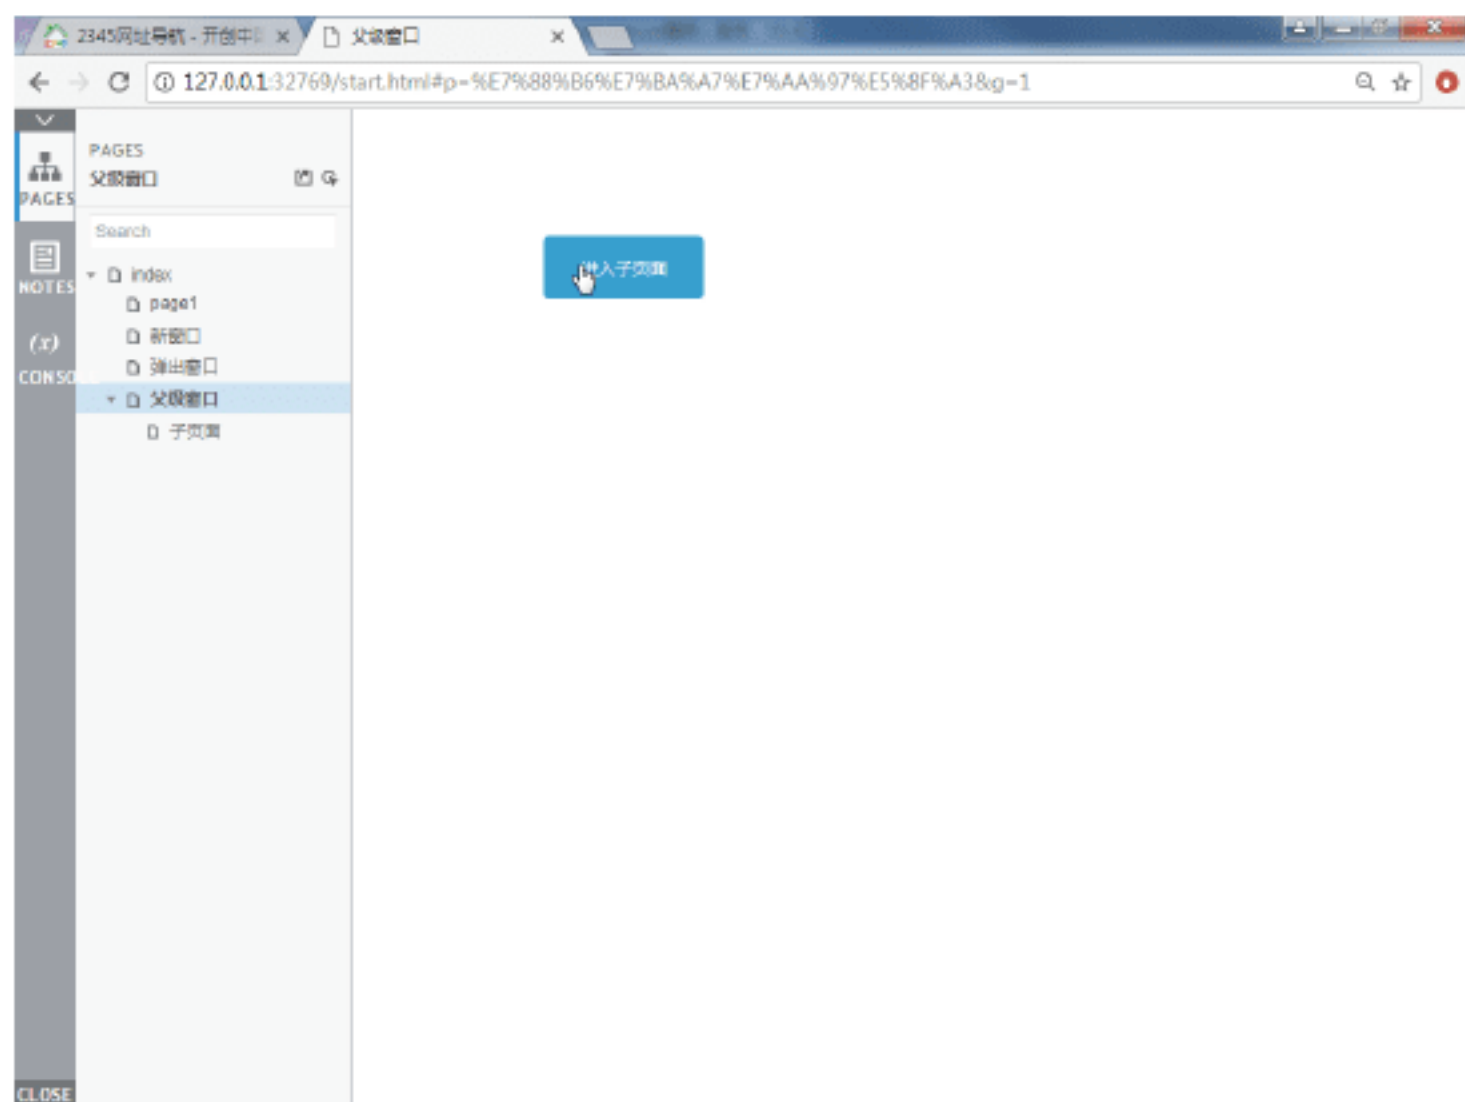 2345网址导航 - 开创中
父级窗口
127.0.0.1:32769/start.html#p=%E7%88%B6%E7%BA%A7%E7%AA%97%E5%8F%A3&g=1
PAGES
NOTES
(x)
CONSO
CLOSE
PAGES
父级窗口
Search
index
page1
新窗口
弹出窗口
父级窗口
子页面
进入子页面